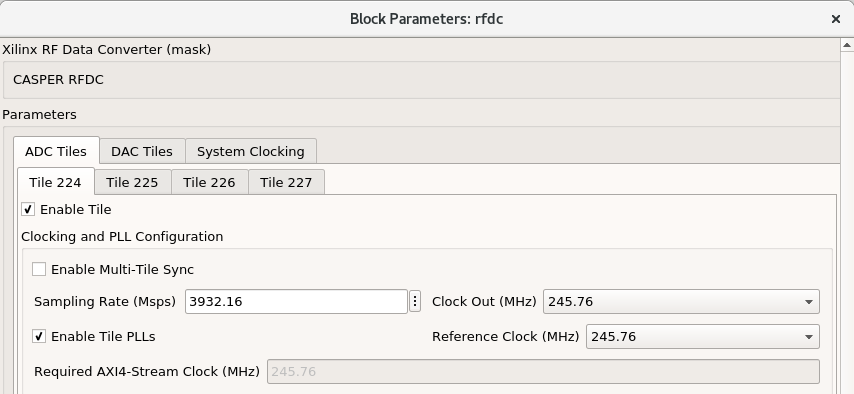 Block Parameters: rfdc
Xilinx RF Data Converter (mask)
CASPER RFDC
Parameters
ADC Tiles DAC Tiles System Clocking
Tile 224 Tile 225 Tile 226 Tile 227
Enable Tile
Clocking and PLL Configuration
Enable Multi-Tile Sync
Sampling Rate (Msps) 3932.16 Clock Out (MHz) 245.76
Enable Tile PLLs Reference Clock (MHz) 245.76
Required AXI4-Stream Clock (MHz) 245.76